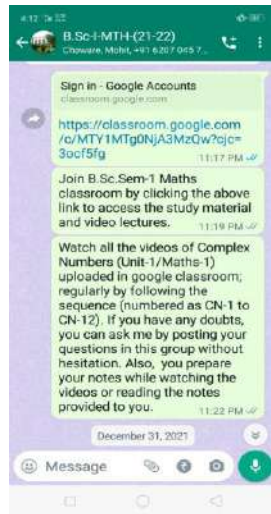 4:12
B.Sc-I-MTH-(21-22)
Choware, Mohit, +91 6207 045 7...
Sign in - Google Accounts
classroom.google.com
https://classroom.google.com
/c/MTY1MTg0NjA3MzQw?cjc=
3ocf5fg
11:17 PM
Join B.Sc.Sem-1 Maths
classroom by clicking the above
link to access the study material
and video lectures.
11:19 PM
Watch all the videos of Complex
Numbers (Unit-1/Maths-1)
uploaded in google classroom;
regularly by following the
sequence (numbered as CN-1 to
CN-12). If you have any doubts,
you can ask me by posting your
questions in this group without
hesitation. Also, you prepare
your notes while watching the
videos or reading the notes
provided to you.
11:22 PM
December 31, 2021
Message